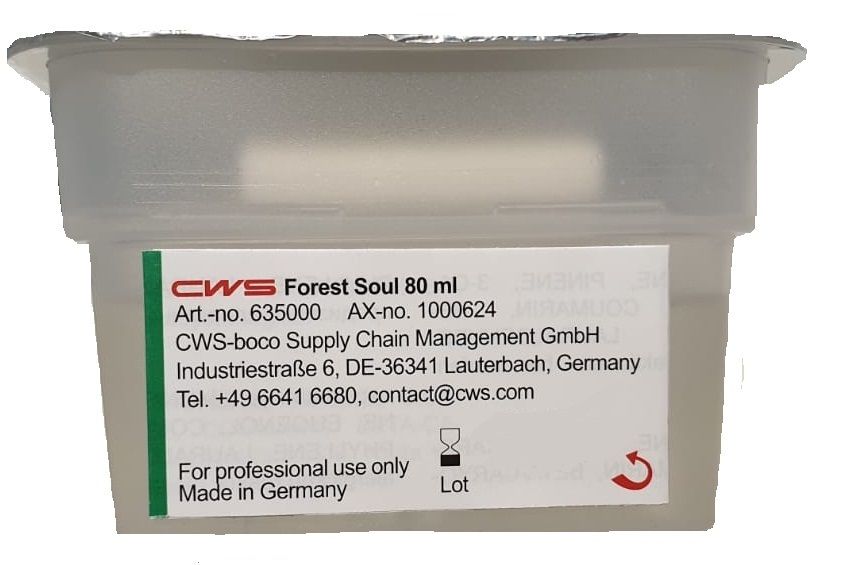 CWS Forest Soul 80 ml
Art.-no. 635000 AX-no. 1000624
CWS-boco Supply Chain Management GmbH
Industriestraße 6, DE-36341 Lauterbach, Germany
Tel. +49 6641 6680, contact@cws.com
For professional use only
Made in Germany
Lot